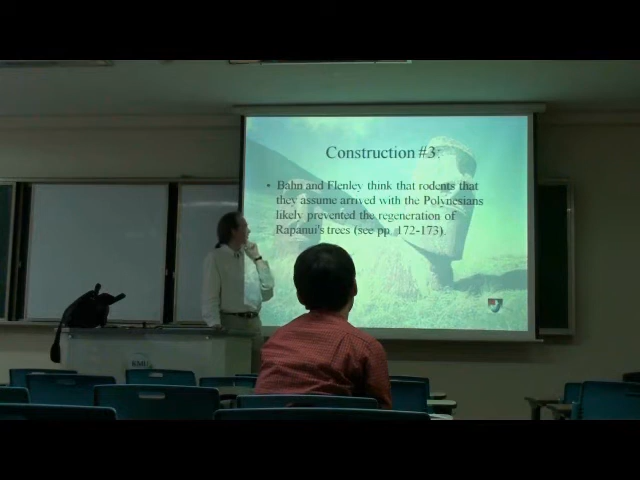 Construction #3:
• Bahn and Flenley think that rodents that
they assume arrived with the Polynesians
likely prevented the regeneration of
Rapanui's trees (see pp. 172-173)
EMU